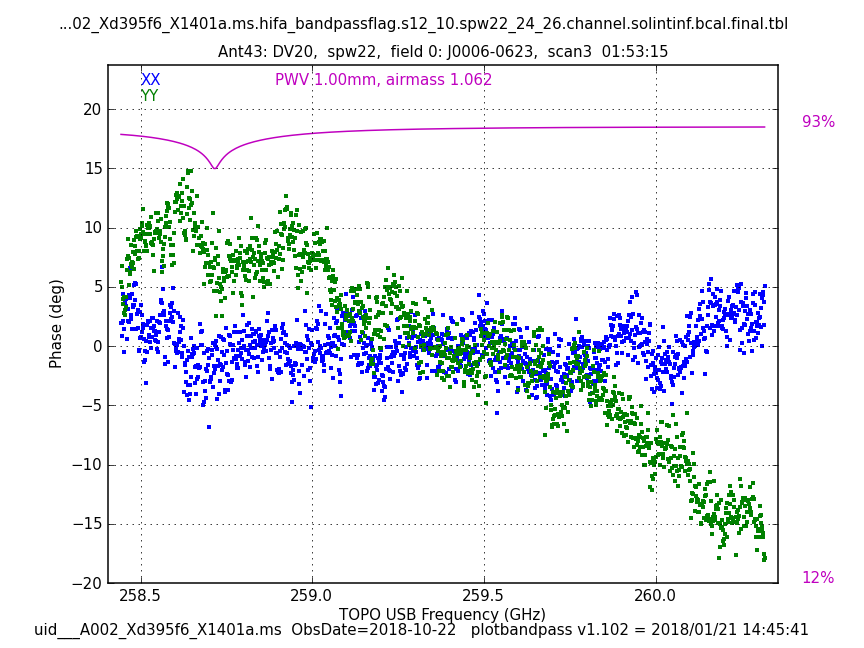 ...02_Xd395f6_X1401a.ms.hifa_bandpassflag.s12_10.spw22_24_26.channel.solintinf.bcal.final.tbl
Ant43: DV20, spw22, field 0: J0006-0623, scan3 01:53:15
XX
PWV 1.00mm, airmass 1.062
YY
93%
20
15
10
5
0
−5
−10
−15
−20
Phase (deg)
12%
258.5 259.0 259.5 260.0
TOPO USB Frequency (GHz)
uid___A002_Xd395f6_X1401a.ms ObsDate=2018-10-22 plotbandpass v1.102 = 2018/01/21 14:45:41